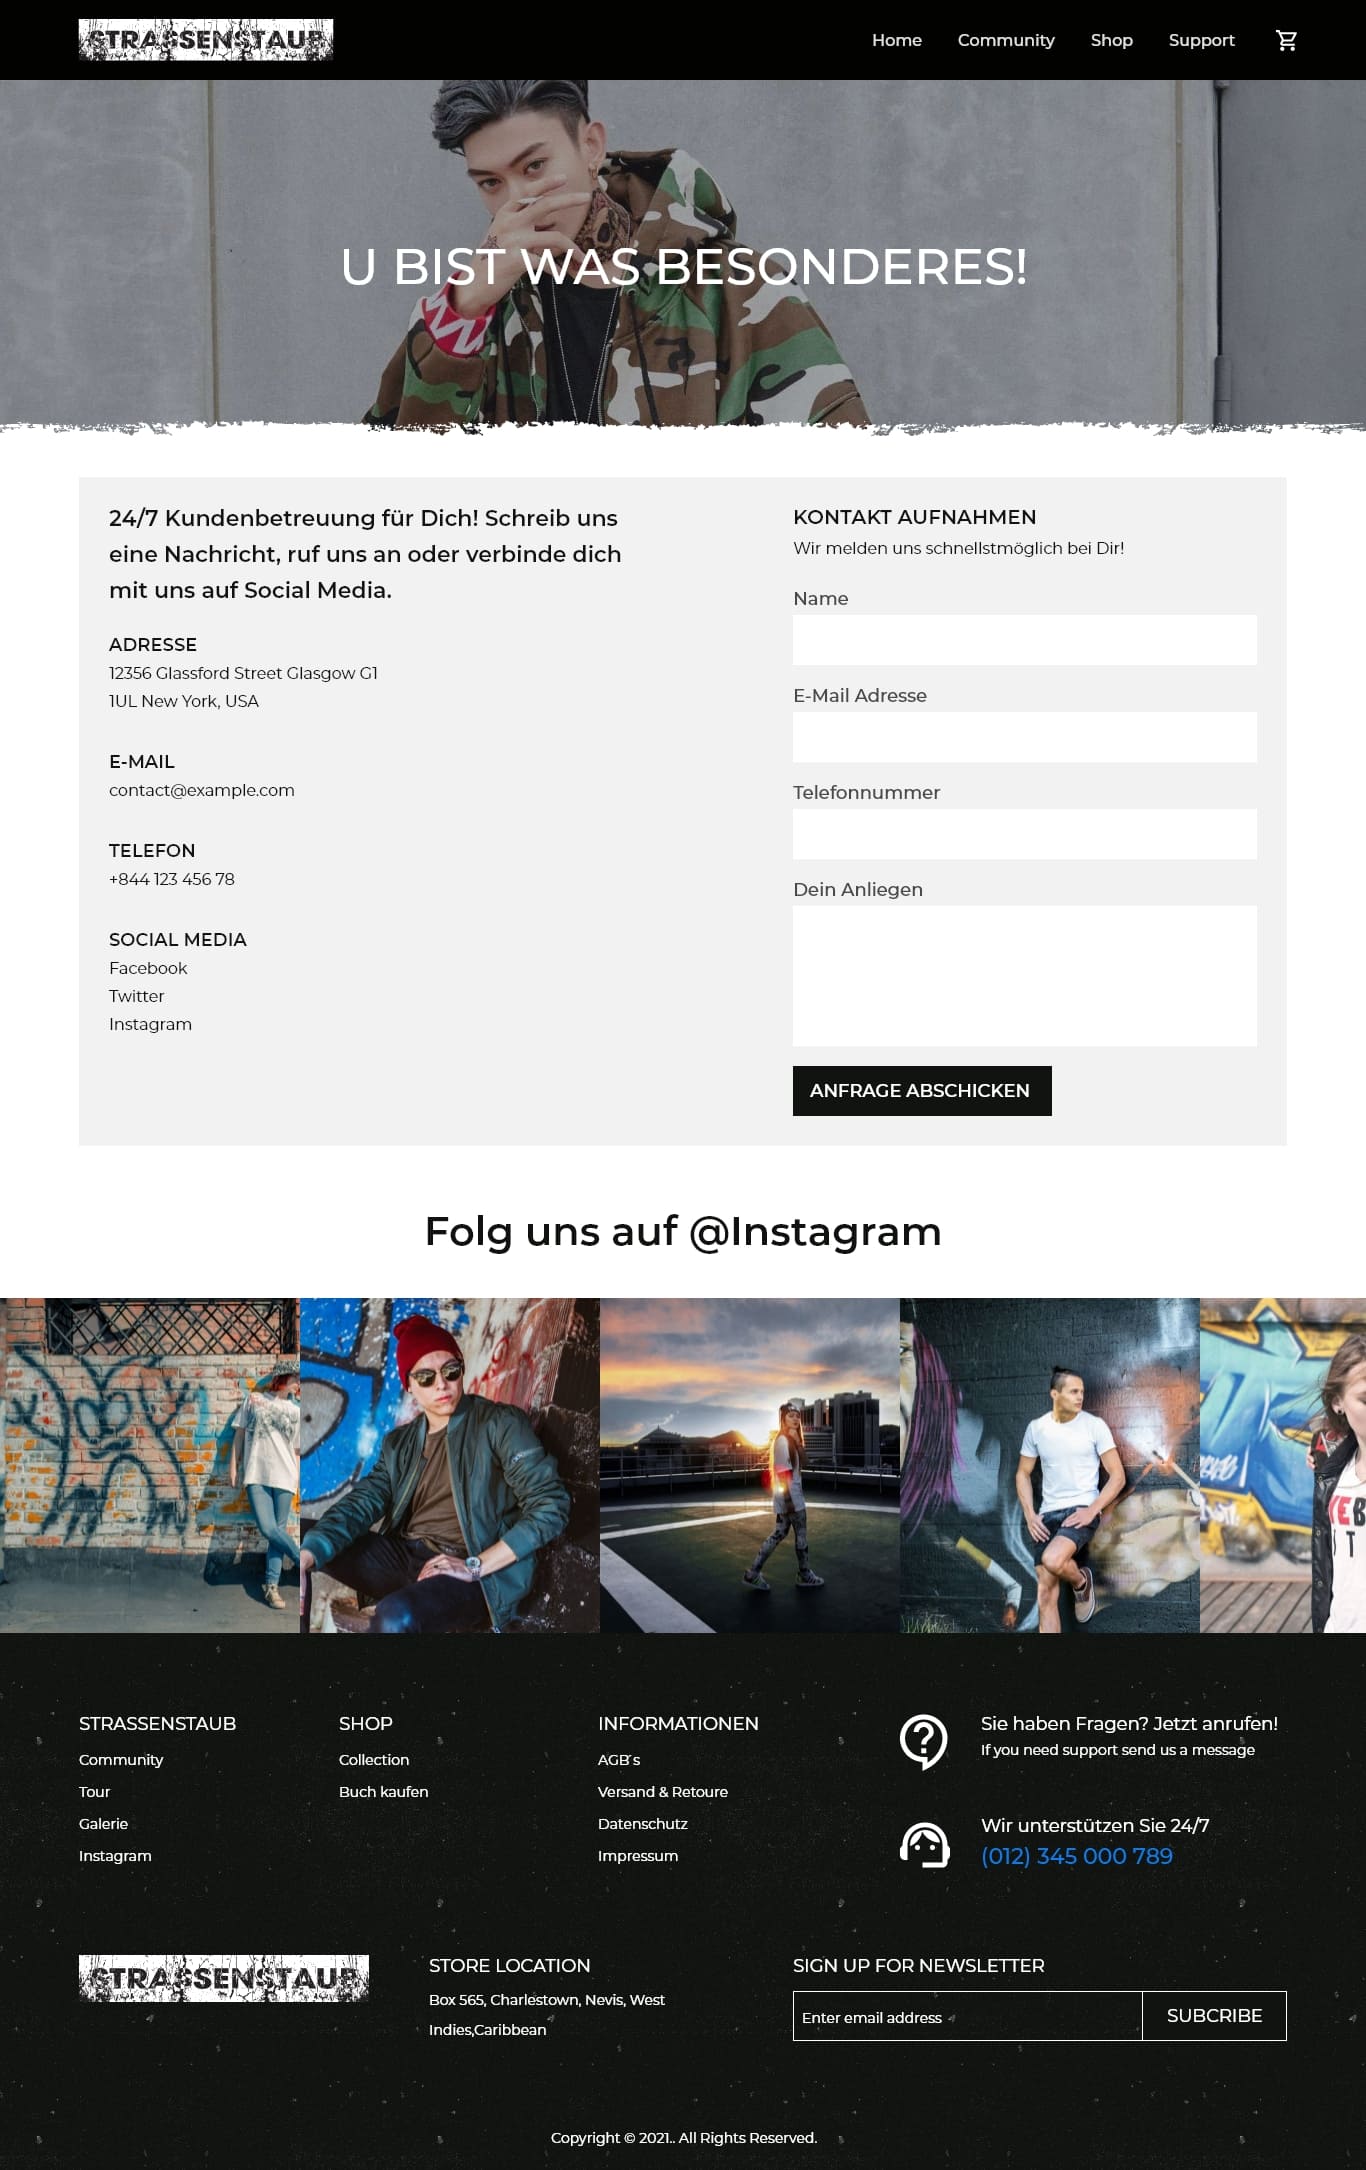 STRASSENSTAUB
Home
Community
Shop
Support
U BIST WAS BESONDERES!
24/7 Kundenbetreuung für Dich! Schreib uns
eine Nachricht, ruf uns an oder verbinde dich
mit uns auf Social Media.
ADRESSE
12356 Glassford Street Glasgow G1
1UL New York, USA
E-MAIL
contact@example.com
TELEFON
+844 123 456 78
SOCIAL MEDIA
Facebook
Twitter
Instagram
KONTAKT AUFNAHMEN
Wir melden uns schnellstmöglich bei Dir!
Name
E-Mail Adresse
Telefonnummer
Dein Anliegen
ANFRAGE ABSCHICKEN
Folg uns auf @Instagram
STRASSENSTAUB
Community
Tour
Galerie
Instagram
SHOP
Collection
Buch kaufen
INFORMATIONEN
AGB´s
Versand & Retoure
Datenschutz
Impressum
Sie haben Fragen? Jetzt anrufen!
If you need support send us a message
Wir unterstützen Sie 24/7
(012) 345 000 789
STRASSENSTAUB
STORE LOCATION
Box 565, Charlestown, Nevis, West
Indies,Caribbean
SIGN UP FOR NEWSLETTER
Enter email address
SUBCRIBE
Copyright © 2021.. All Rights Reserved.